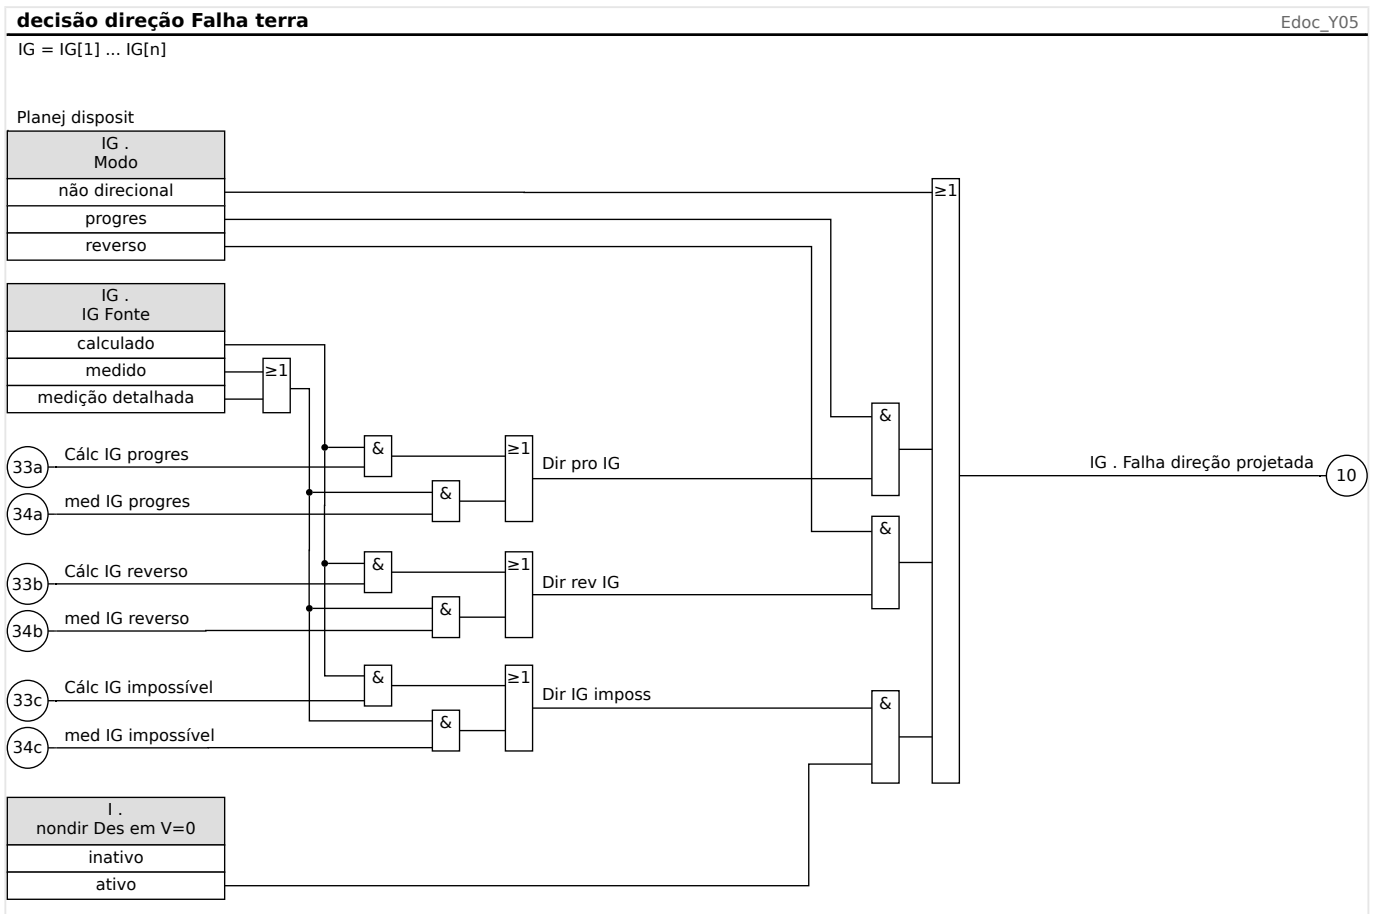 decisão direção Falha terra
Edoc_Y05
IG = IG[1] ... IG[n]
Planej disposit
IG .
Modo
não direcional
progres
reverso
≥1
IG .
IG Fonte
calculado
medido
medição detalhada
≥1
33a
Cálc IG progres
34a
med IG progres
&
&
≥1
Dir pro IG
&
33b
Cálc IG reverso
34b
med IG reverso
&
&
≥1
Dir rev IG
&
33c
Cálc IG impossível
34c
med IG impossível
&
&
≥1
Dir IG imposs
&
IG . Falha direção projetada
10
I .
nondir Des em V=0
inativo
ativo